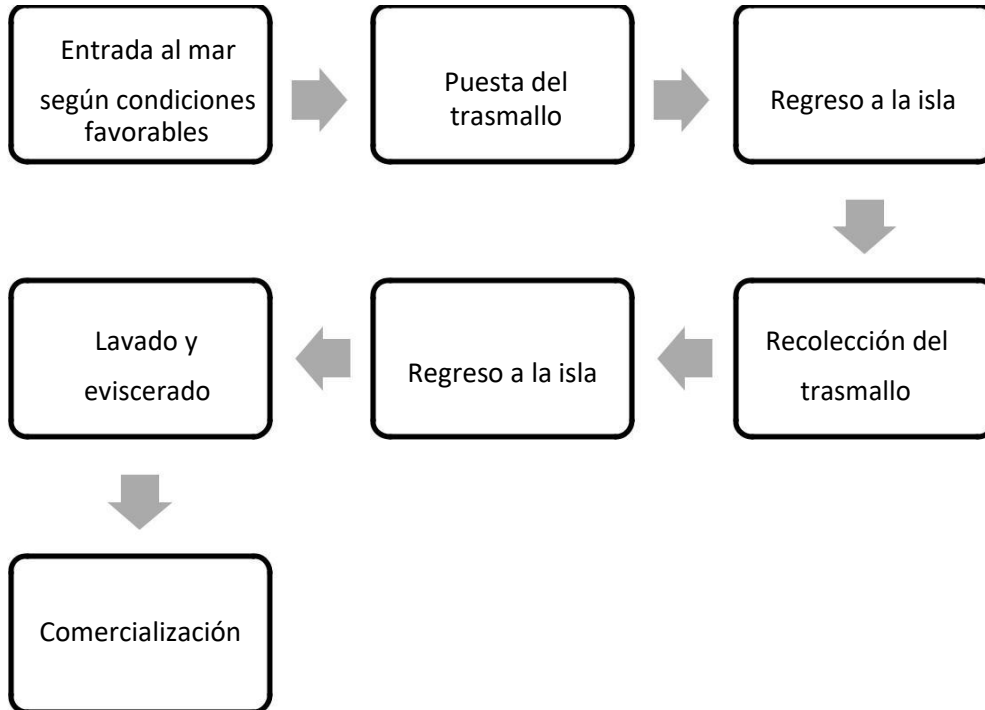 Entrada al mar
según condiciones
favorables
Puesta del
trasmallo
Regreso a la isla
Recolección del
trasmallo
Regreso a la isla
Lavado y
eviscerado
Comercialización